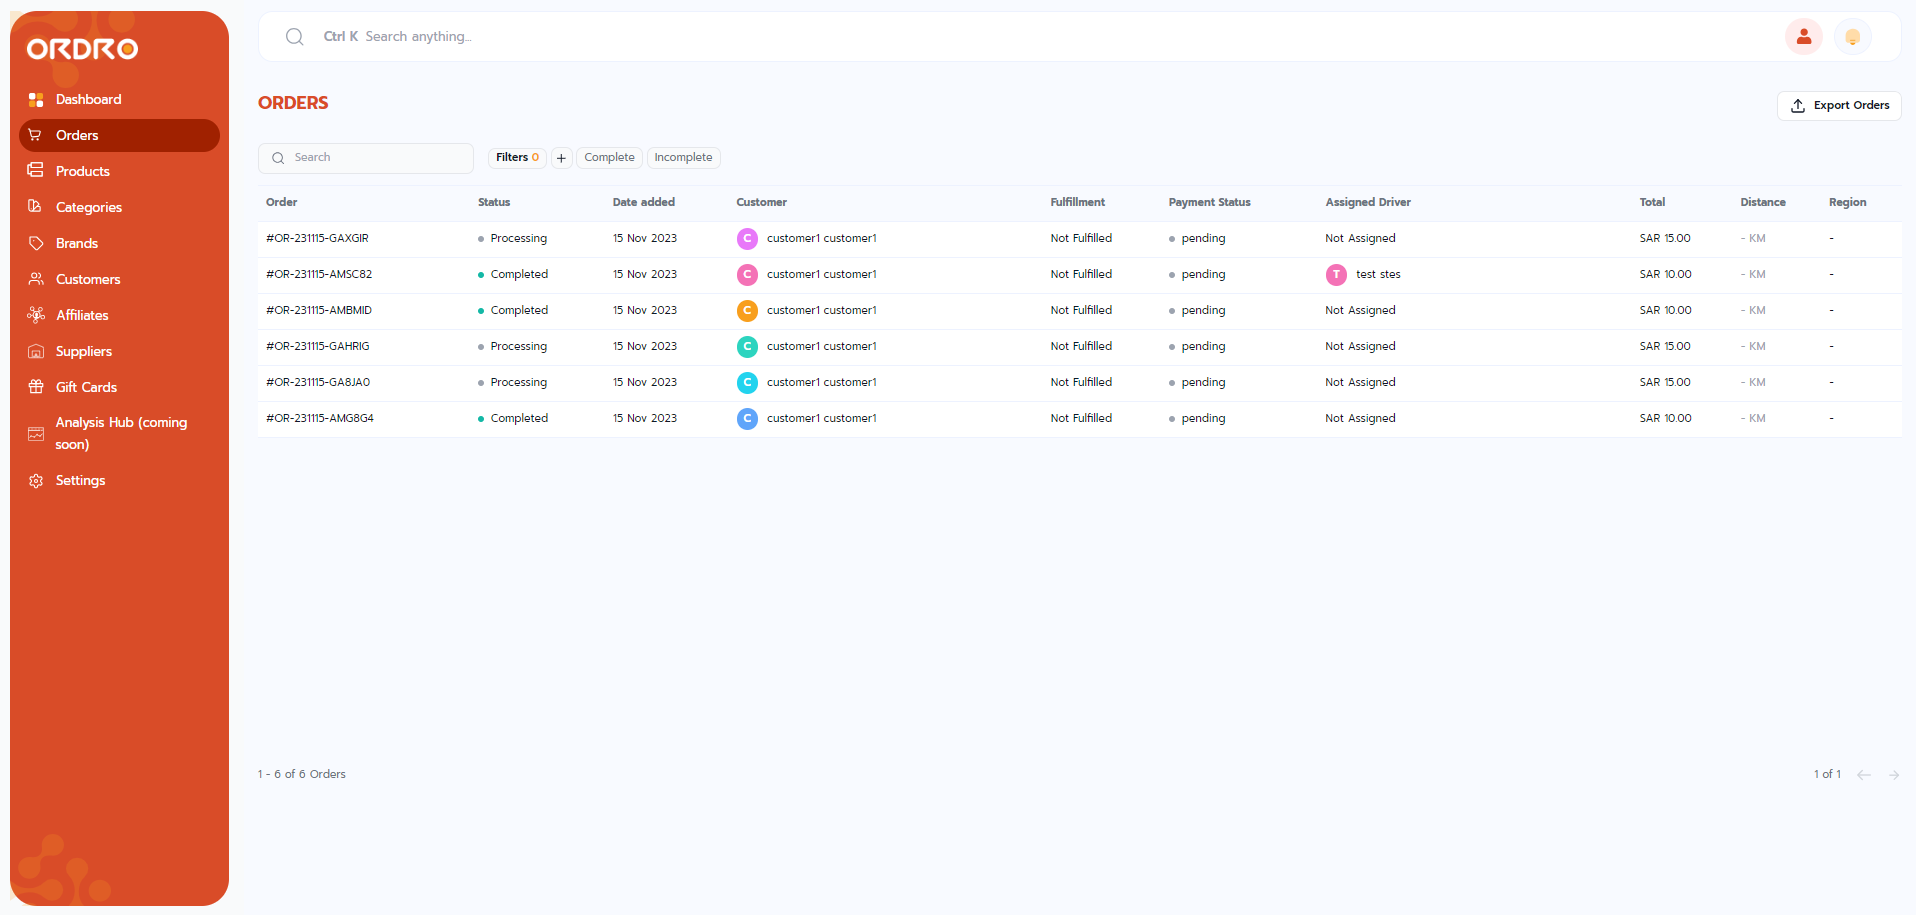 ORDRO
Dashboard
Orders
Products
Categories
Brands
Customers
Affiliates
Suppliers
Gift Cards
Analysis Hub (coming
soon)
Settings
Ctrl K Search anything...
ORDERS
Export Orders
Search
Filters 0 + Complete Incomplete
Order Status Date added Customer Fulfillment Payment Status Assigned Driver Total Distance Region
#OR-231115-GAXGIR Processing 15 Nov 2023 C customer1 customer1 Not Fulfilled pending Not Assigned SAR 15.00 - KM -
#OR-231115-AMSC82 Completed 15 Nov 2023 C customer1 customer1 Not Fulfilled pending T test stes SAR 10.00 - KM -
#OR-231115-AMBMID Completed 15 Nov 2023 C customer1 customer1 Not Fulfilled pending Not Assigned SAR 10.00 - KM -
#OR-231115-GAHRIG Processing 15 Nov 2023 C customer1 customer1 Not Fulfilled pending Not Assigned SAR 15.00 - KM -
#OR-231115-GA8JA0 Processing 15 Nov 2023 C customer1 customer1 Not Fulfilled pending Not Assigned SAR 15.00 - KM -
#OR-231115-AMG8G4 Completed 15 Nov 2023 C customer1 customer1 Not Fulfilled pending Not Assigned SAR 10.00 - KM -
1 - 6 of 6 Orders
1 of 1